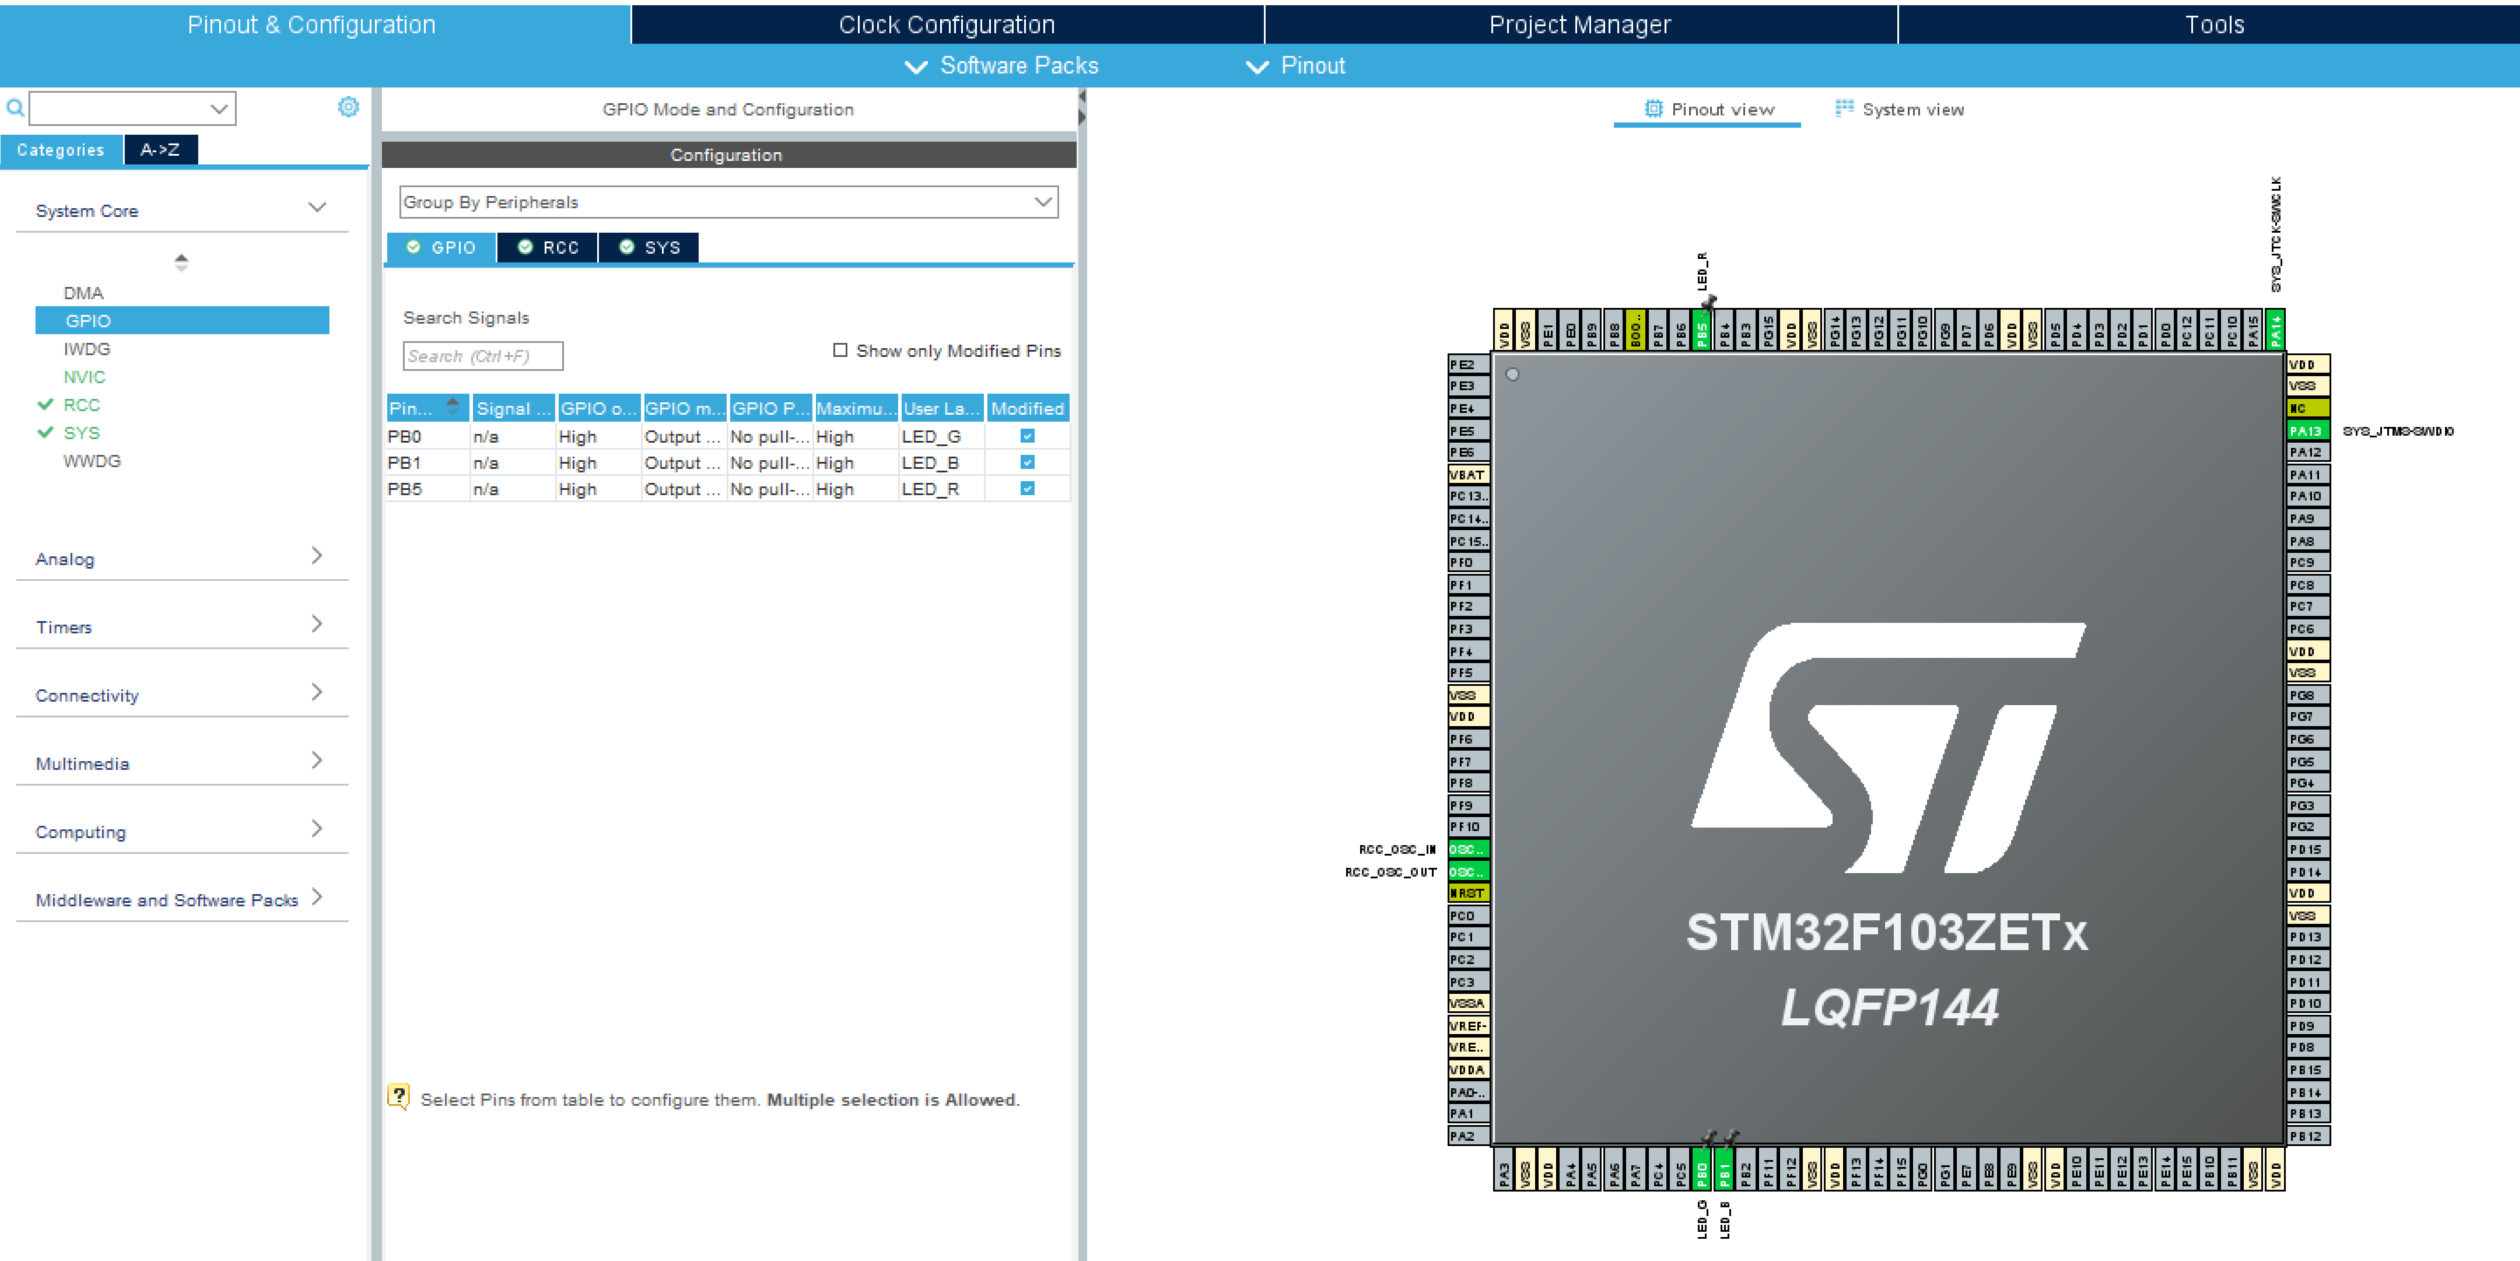 Pinout & Configuration
Clock Configuration
Project Manager
Tools
Software Packs
Pinout
GPIO Mode and Configuration
Pinout view
System view
Categories
A->Z
Configuration
System Core
Group By Peripherals
GPIO
RCC
SYS
DMA
GPIO
IWDG
NVIC
RCC
SYS
WWDG
Analog
Timers
Connectivity
Multimedia
Computing
Middleware and Software Packs
Search Signals
Search (Ctrl+F)
Show only Modified Pins
Pin... Signal ... GPIO o... GPIO m... GPIO P... Maximu... User La... Modified
PB0 n/a High Output ... No pull-... High LED_G
PB1 n/a High Output ... No pull-... High LED_B
PB5 n/a High Output ... No pull-... High LED_R
Select Pins from table to configure them. Multiple selection is Allowed.
LED_R
SYS_JTCK-SWCLK
VDD
VSS
PE1
PE0
PB9
PB8
BOO..
PB7
PB6
PB5
PB4
PB3
PG15
VDD
VSS
PG14
PG13
PG12
PG11
PG10
PG9
PD7
PD6
VDD
VSS
PD5
PD4
PD3
PD2
PD1
PD0
PC12
PC11
PC10
PA15
PA14
PE2
PE3
PE4
PE5
PE6
VBAT
PC13..
PC14..
PC15..
PF0
PF1
PF2
PF3
PF4
PF5
VSS
VDD
PF6
PF7
PF8
PF9
PF10
RCC_OSC_IN OSC..
RCC_OSC_OUT OSC..
NRST
PC0
PC1
PC2
PC3
VSSA
VREF-
VRE..
VDDA
PA0-..
PA1
PA2
STM32F103ZETx
LQFP144
VDD
VSS
NC
PA13 SYS_JTMS-SWDIO
PA12
PA11
PA10
PA9
PA8
PC9
PC8
PC7
PC6
VDD
VSS
PG8
PG7
PG6
PG5
PG4
PG3
PG2
PD15
PD14
VDD
VSS
PD13
PD12
PD11
PD10
PD9
PD8
PB15
PB14
PB13
PB12
PA3
VSS
VDD
PA4
PA5
PA6
PA7
PC4
PC5
PB0
PB1
PB2
PF11
PF12
VSS
VDD
PF13
PF14
PF15
PG0
PG1
PE7
PE8
PE9
VSS
VDD
PE10
PE11
PE12
PE13
PE14
PE15
PB10
PB11
VSS
VDD
LED_G
LED_B